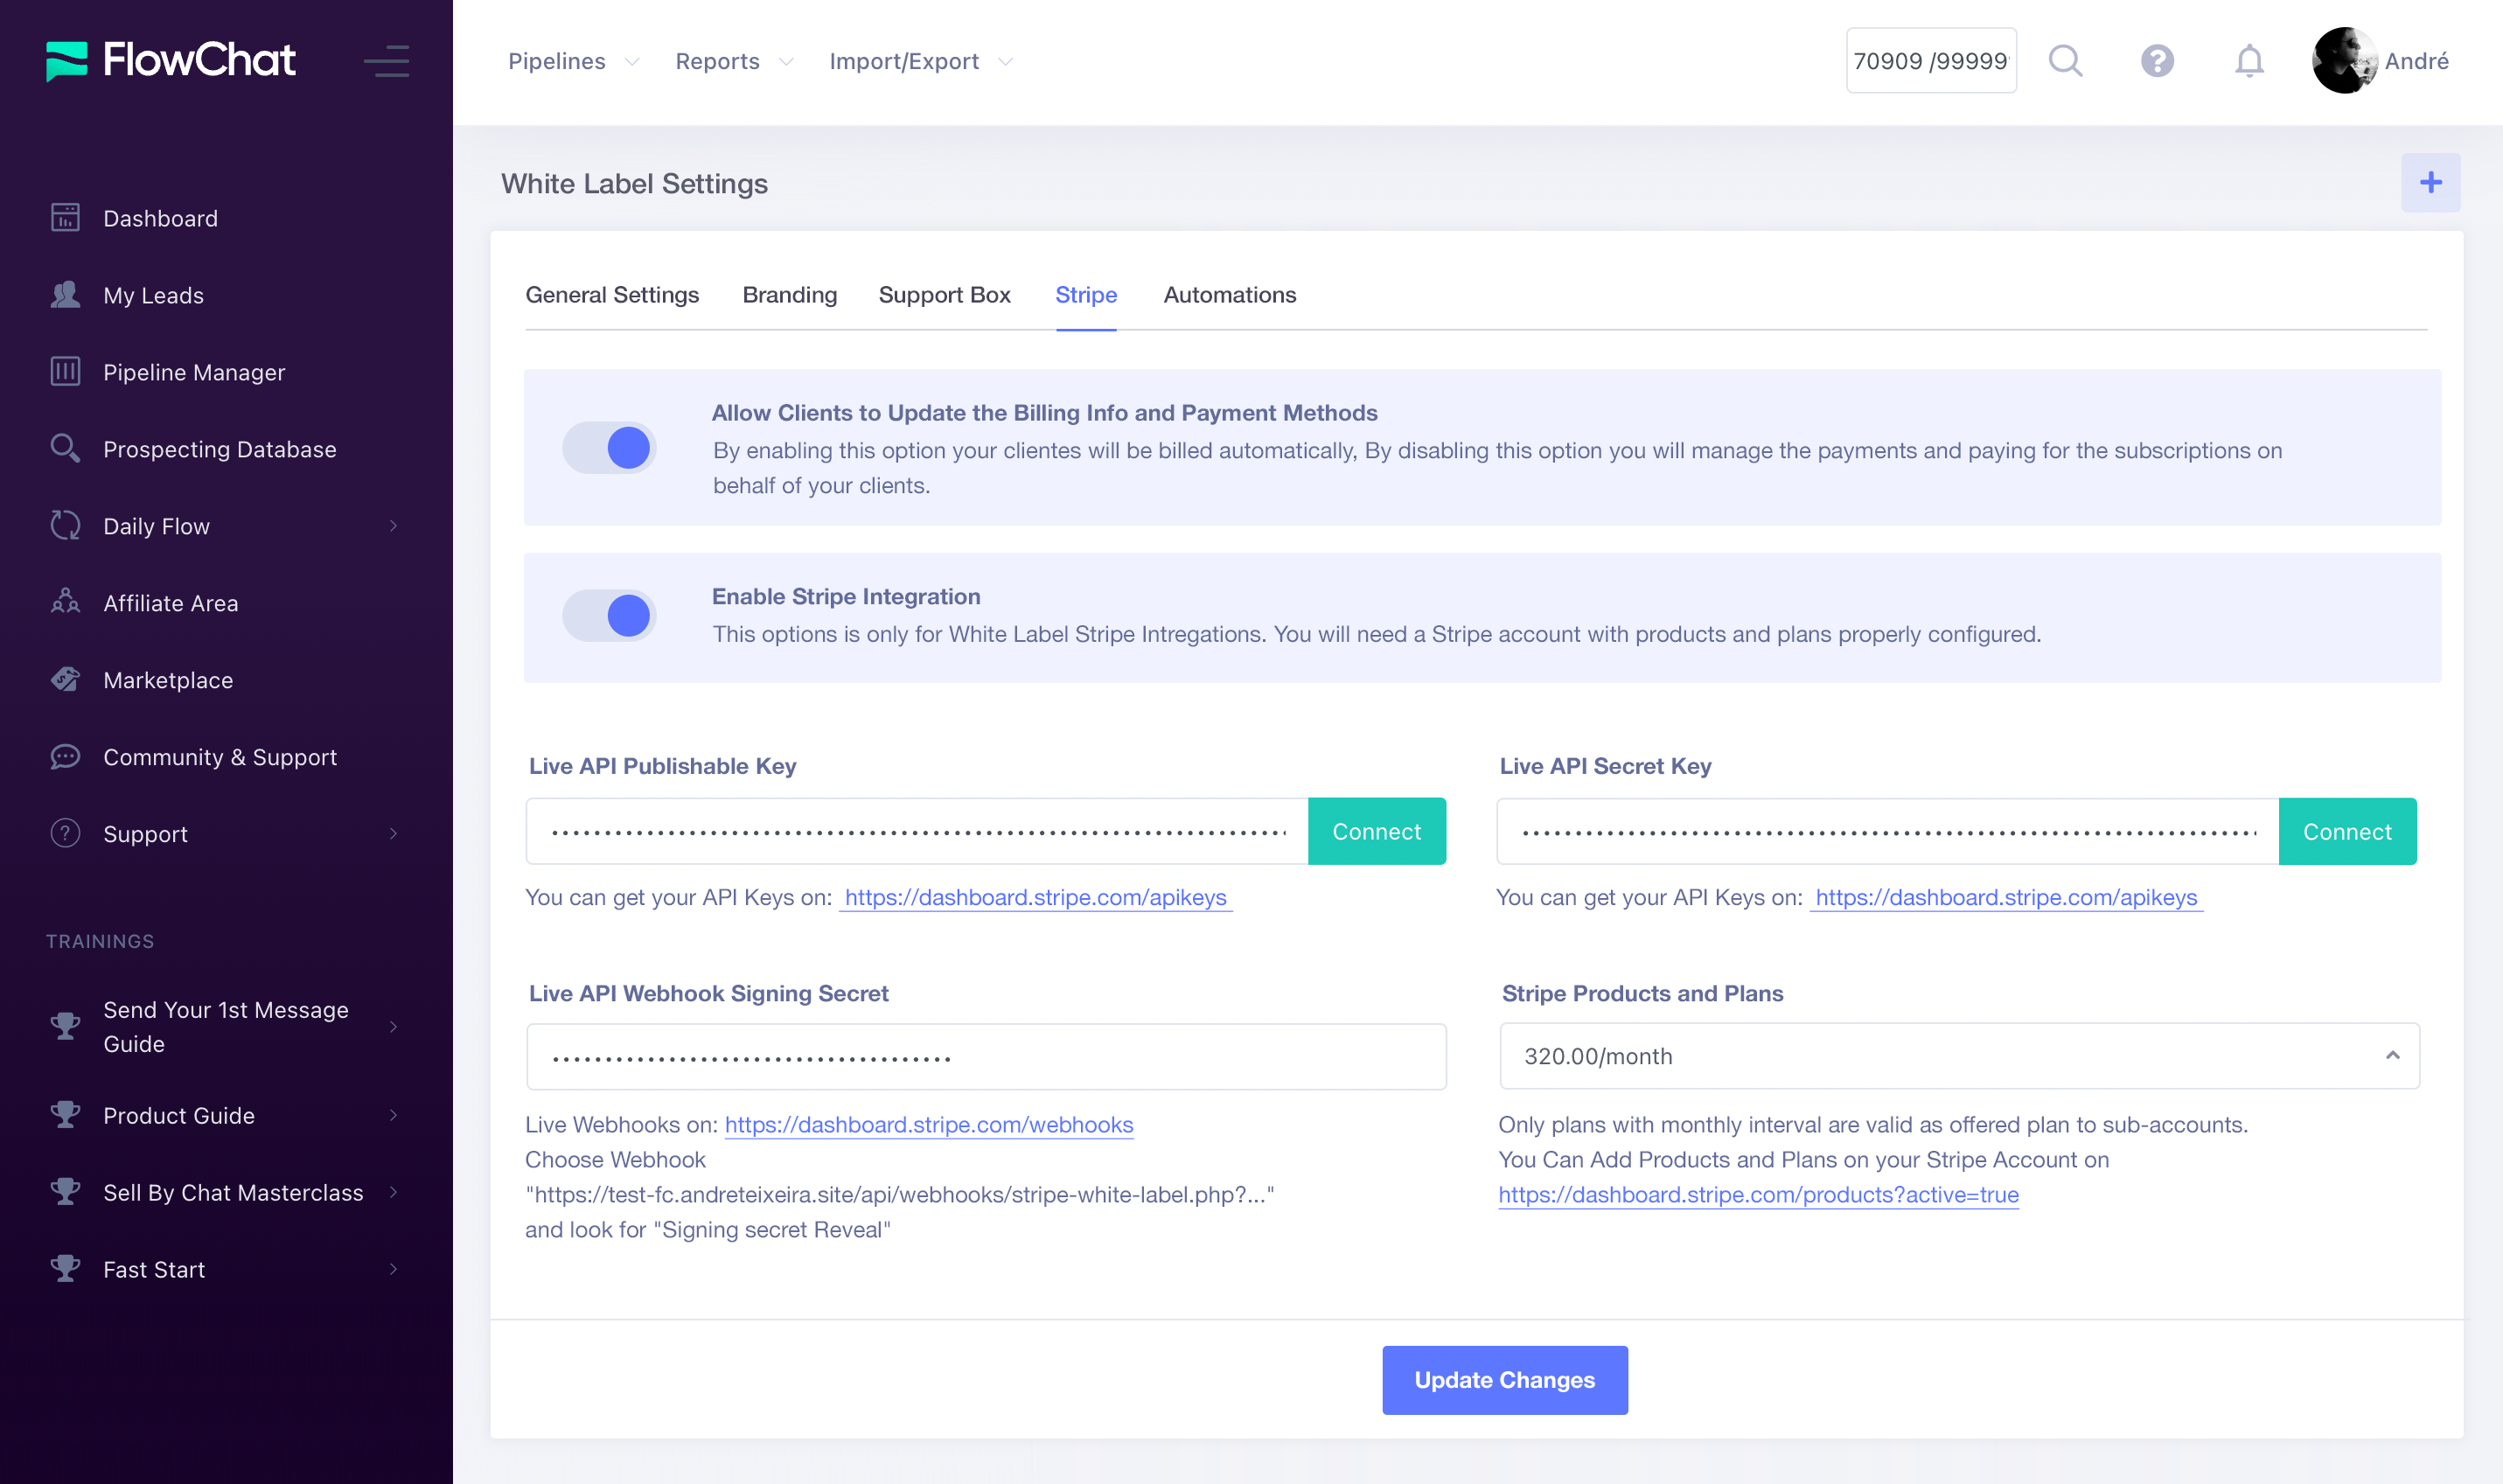 FlowChat
Pipelines
Reports
Import/Export
70909 /99999
André
Dashboard
My Leads
Pipeline Manager
Prospecting Database
Daily Flow
Affiliate Area
Marketplace
Community & Support
Support
TRAININGS
Send Your 1st Message
Guide
Product Guide
Sell By Chat Masterclass
Fast Start
White Label Settings
General Settings
Branding
Support Box
Stripe
Automations
Allow Clients to Update the Billing Info and Payment Methods
By enabling this option your clientes will be billed automatically, By disabling this option you will manage the payments and paying for the subscriptions on
behalf of your clients.
Enable Stripe Integration
This options is only for White Label Stripe Intregations. You will need a Stripe account with products and plans properly configured.
Live API Publishable Key
Connect
You can get your API Keys on: https://dashboard.stripe.com/apikeys
Live API Secret Key
Connect
You can get your API Keys on: https://dashboard.stripe.com/apikeys
Live API Webhook Signing Secret
Live Webhooks on: https://dashboard.stripe.com/webhooks
Choose Webhook
"https://test-fc.andreteixeira.site/api/webhooks/stripe-white-label.php?..."
and look for "Signing secret Reveal"
Stripe Products and Plans
320.00/month
Only plans with monthly interval are valid as offered plan to sub-accounts.
You Can Add Products and Plans on your Stripe Account on
https://dashboard.stripe.com/products?active=true
Update Changes